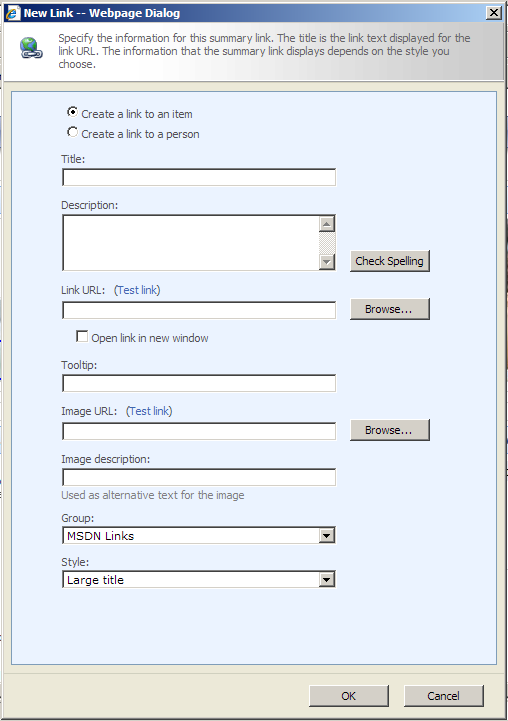 New Link -- Webpage Dialog
Specify the information for this summary link. The title is the link text displayed for the
link URL. The information that the summary link displays depends on the style you
choose.
Create a link to an item
Create a link to a person
Title:
Description:
Check Spelling
Link URL: (Test link)
Browse...
Open link in new window
Tooltip:
Image URL: (Test link)
Browse...
Image description:
Used as alternative text for the image
Group:
MSDN Links
Style:
Large title
OK Cancel